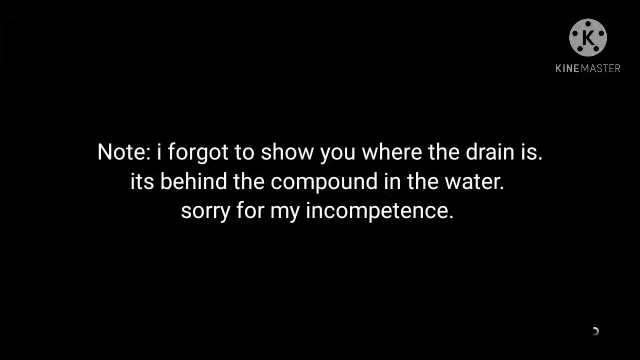 KINEMASTER
Note: i forgot to show you where the drain is.
its behind the compound in the water.
sorry for my incompetence.